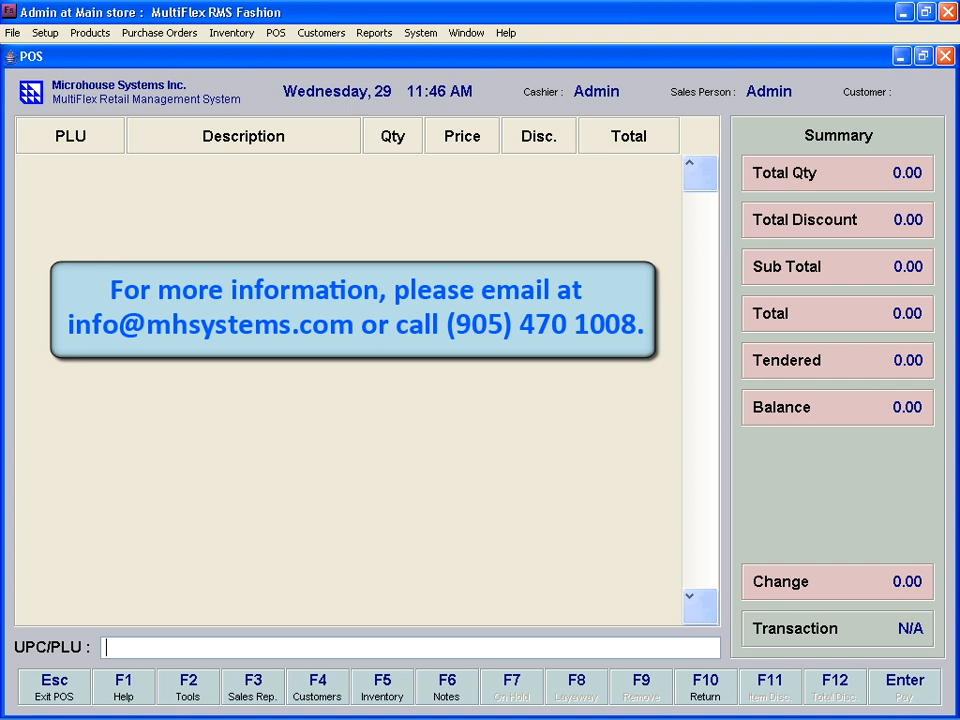 Fs Admin at Main store : MultiFlex RMS Fashion
File Setup Products Purchase Orders Inventory POS Customers Reports System Window Help
POS
Microhouse Systems Inc.
MultiFlex Retail Management System
Wednesday, 29 11:46 AM
Cashier : Admin
Sales Person : Admin
Customer :
PLU Description Qty Price Disc. Total
For more information, please email at
info@mhsystems.com or call (905) 470 1008.
Summary
Total Qty 0.00
Total Discount 0.00
Sub Total 0.00
Total 0.00
Tendered 0.00
Balance 0.00
Change 0.00
Transaction N/A
UPC/PLU :
Esc F1 F2 F3 F4 F5 F6 F7 F8 F9 F10 F11 F12 Enter
Exit POS Help Tools Sales Rep. Customers Inventory Notes On Hold Layaway Remove Return Item Disc. Total Disc. Pay